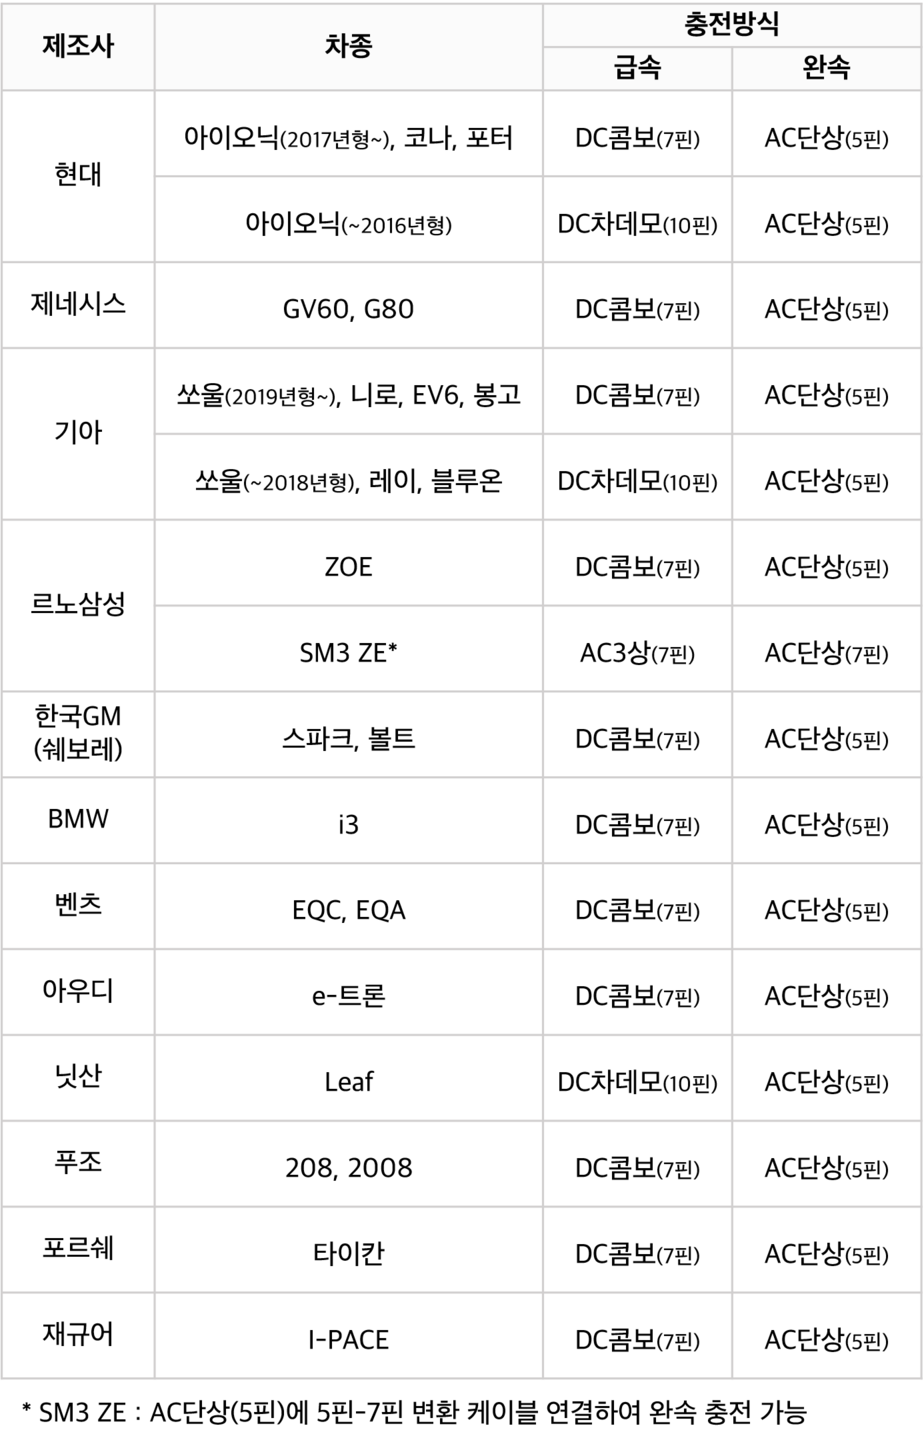 제조사 차종 충전방식
급속 완속
현대 아이오닉(2017년형~), 코나, 포터 DC콤보(7핀) AC단상(5핀)
아이오닉(~2016년형) DC차데모(10핀) AC단상(5핀)
제네시스 GV60, G80 DC콤보(7핀) AC단상(5핀)
기아 쏘울(2019년형~), 니로, EV6, 봉고 DC콤보(7핀) AC단상(5핀)
쏘울(~2018년형), 레이, 블루온 DC차데모(10핀) AC단상(5핀)
르노삼성 ZOE DC콤보(7핀) AC단상(5핀)
SM3 ZE* AC3상(7핀) AC단상(7핀)
한국GM
(쉐보레) 스파크, 볼트 DC콤보(7핀) AC단상(5핀)
BMW i3 DC콤보(7핀) AC단상(5핀)
벤츠 EQC, EQA DC콤보(7핀) AC단상(5핀)
아우디 e-트론 DC콤보(7핀) AC단상(5핀)
닛산 Leaf DC차데모(10핀) AC단상(5핀)
푸조 208, 2008 DC콤보(7핀) AC단상(5핀)
포르쉐 타이칸 DC콤보(7핀) AC단상(5핀)
재규어 I-PACE DC콤보(7핀) AC단상(5핀)
* SM3 ZE : AC단상(5핀)에 5핀-7핀 변환 케이블 연결하여 완속 충전 가능